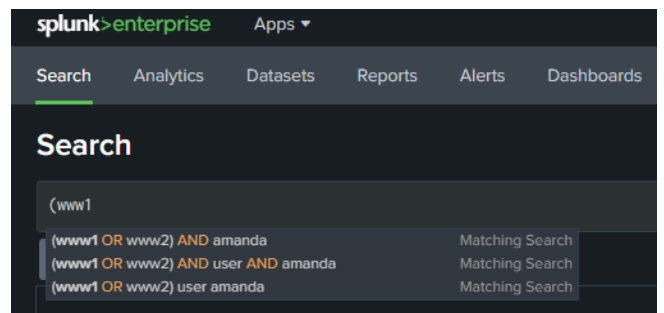 splunk>enterprise Apps ▼
Search Analytics Datasets Reports Alerts Dashboards
Search
(www1
(www1 OR www2) AND amanda Matching Search
(www1 OR www2) AND user AND amanda Matching Search
(www1 OR www2) user amanda Matching Search